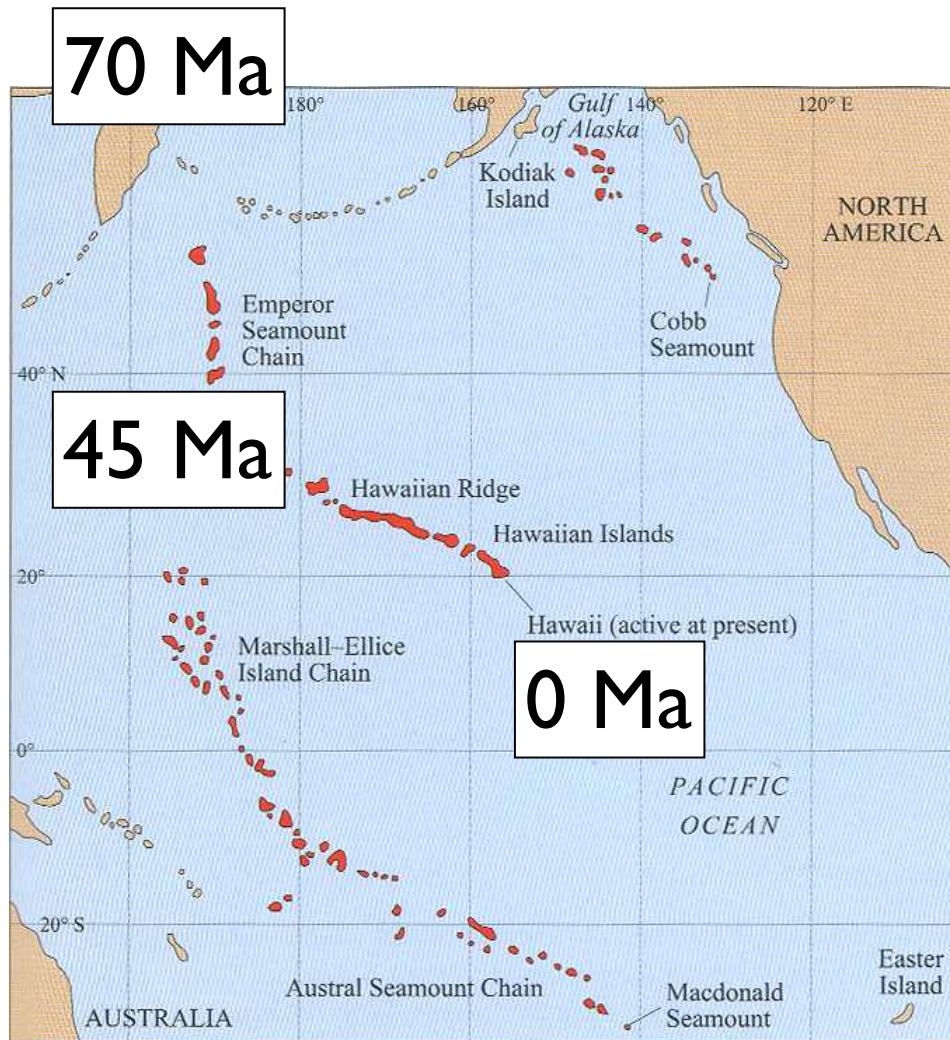 70 Ma
180°
160°
140°
120° E
Gulf
of Alaska
Kodiak
Island
NORTH
AMERICA
Emperor
Seamount
Chain
Cobb
Seamount
40° N
45 Ma
Hawaiian Ridge
Hawaiian Islands
20°
Hawaii (active at present)
Marshall–Ellice
Island Chain
0 Ma
0°
PACIFIC
OCEAN
20° S
Austral Seamount Chain
Easter
Island
Macdonald
Seamount
AUSTRALIA